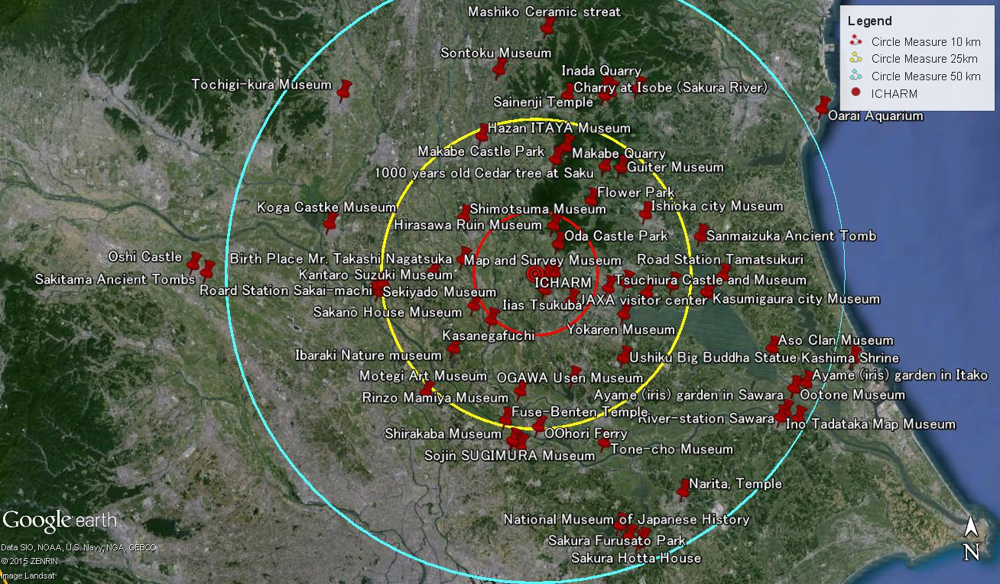 Mashiko Ceramic streat
Legend
Circle Measure 10 km
Circle Measure 25km
Circle Measure 50 km
ICHARM
Sontoku Museum
Inada Quarry
Tochigi-kura Museum
Charry at Isobe (Sakura River)
Sainenji Temple
Oarai Aquarium
Hazan ITAYA Museum
Makabe Castle Park
Makabe Quarry
Guiter Museum
1000 years old Cedar tree at Saku
Flower Park
Koga Castke Museum
Shimotsuma Museum
Ishioka city Museum
Hirasawa Ruin Museum
Oda Castle Park
Sanmaizuka Ancient Tomb
Oshi Castle
Birth Place Mr. Takashi Nagatsuka
Map and Survey Museum
Road Station Tamatsukuri
Kantaro Suzuki Museum
Sakitama Ancient Tombs
ICHARM
Tsuchiura Castle and Museum
Roard Station Sakai-machi
Sekiyado Museum
JAXA visitor center
Kasumigaura city Museum
Iias Tsukuba
Sakano House Museum
Kasanegafuchi
Yokaren Museum
Aso Clan Museum
Ibaraki Nature museum
Ushiku Big Buddha Statue
Kashima Shrine
Motegi Art Museum
OGAWA Usen Museum
Ayame (iris) garden in Itako
Rinzo Mamiya Museum
Ayame (iris) garden in Sawara
Ootone Museum
Fuse-Benten Temple
River-station Sawara
Ino Tadataka Map Museum
Shirakaba Museum
OOhori Ferry
Sojin SUGIMURA Museum
Tone-cho Museum
Narita, Temple
National Museum of Japanese History
Sakura Furusato Park
Sakura Hotta House
Google earth
Data SIO, NOAA, U.S. Navy, NGA, GEBCO
© 2015 ZENRIN
Image Landsat
N